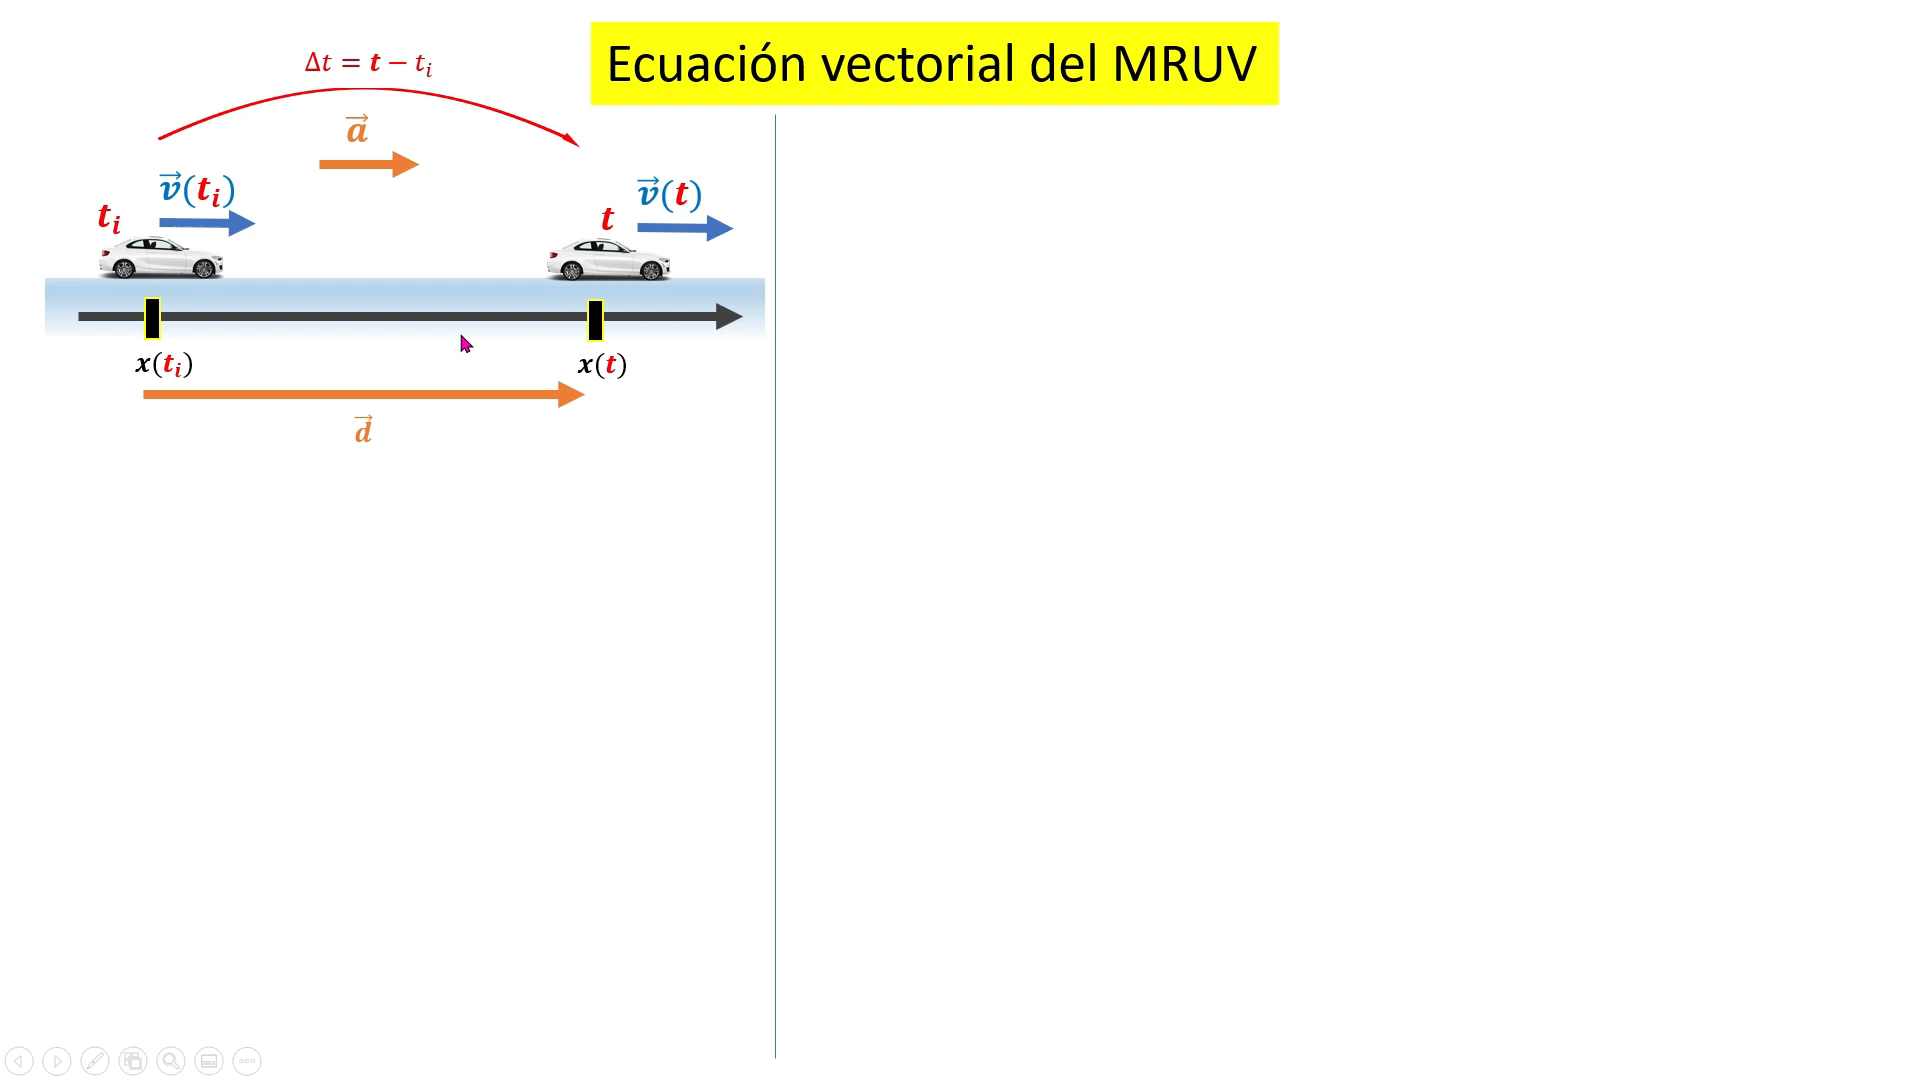 Ecuación vectorial del MRUV
Δt = t − tᵢ
a⃗
v⃗(tᵢ)
v⃗(t)
tᵢ
t
x(tᵢ)
x(t)
d⃗